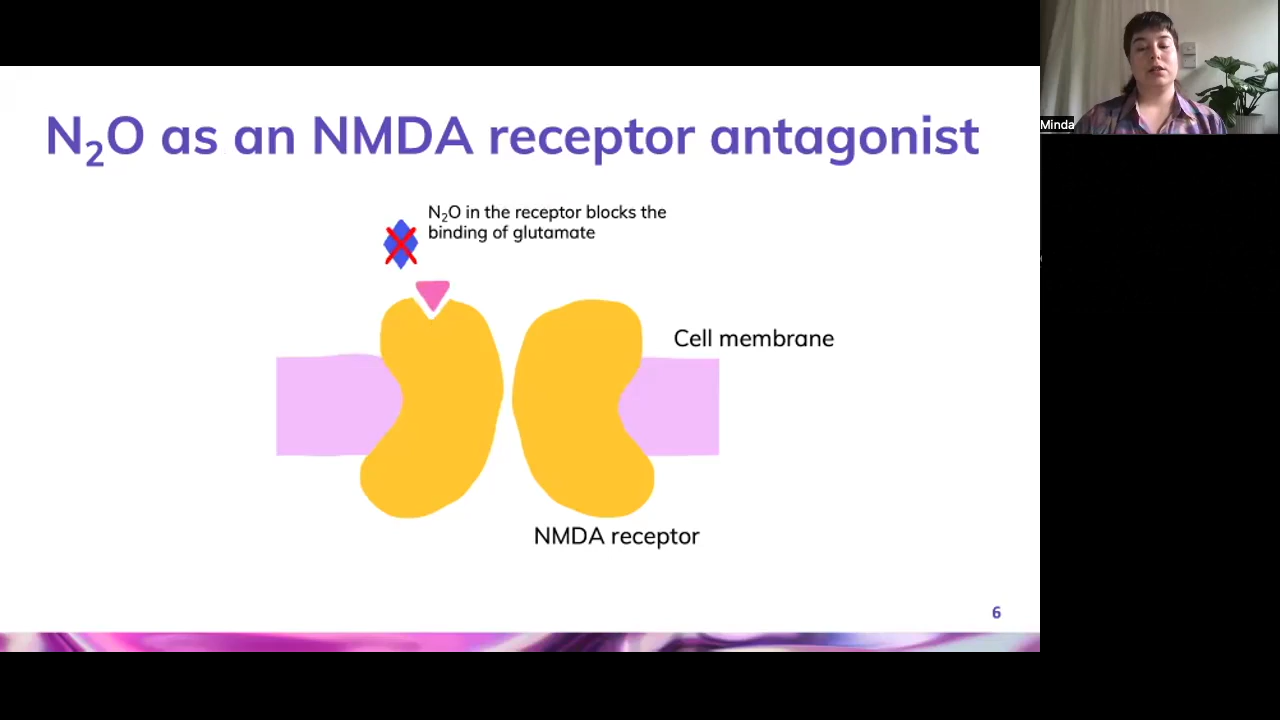 N₂O as an NMDA receptor antagonist
Minda
N₂O in the receptor blocks the
binding of glutamate
Cell membrane
NMDA receptor
6